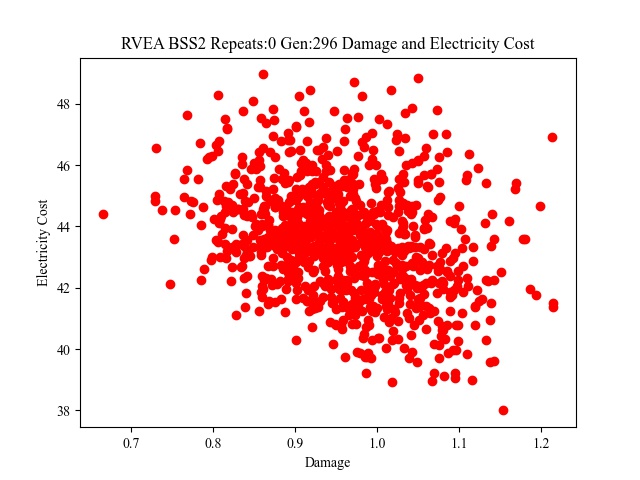 RVEA BSS2 Repeats:0 Gen:296 Damage and Electricity Cost
48
46
44
42
40
38
Electricity Cost
0.7 0.8 0.9 1.0 1.1 1.2
Damage